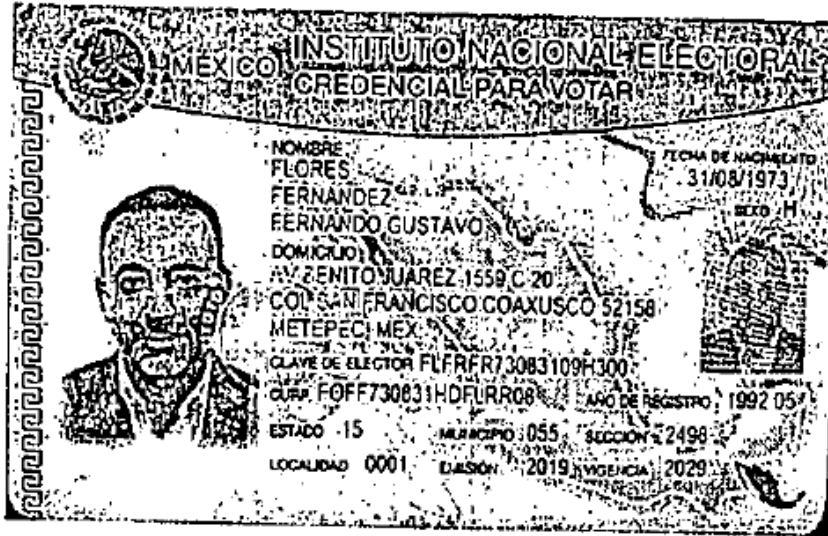 MÉXICO INSTITUTO NACIONAL ELECTORAL
CREDENCIAL PARA VOTAR
NOMBRE
FLORES
FERNANDEZ
FERNANDO GUSTAVO
FECHA DE NACIMIENTO
31/08/1973
SEXO H
DOMICILIO
AV BENITO JUAREZ 1559 C 20
COL SAN FRANCISCO COAXUSCO 52158
METEPEC, MEX.
CLAVE DE ELECTOR FLFRFR73083109H300
CURP FOFF730831HDFLRR08 AÑO DE REGISTRO 1992 05
ESTADO 15 MUNICIPIO 055 SECCIÓN 2498
LOCALIDAD 0001 EMISIÓN 2019 VIGENCIA 2029